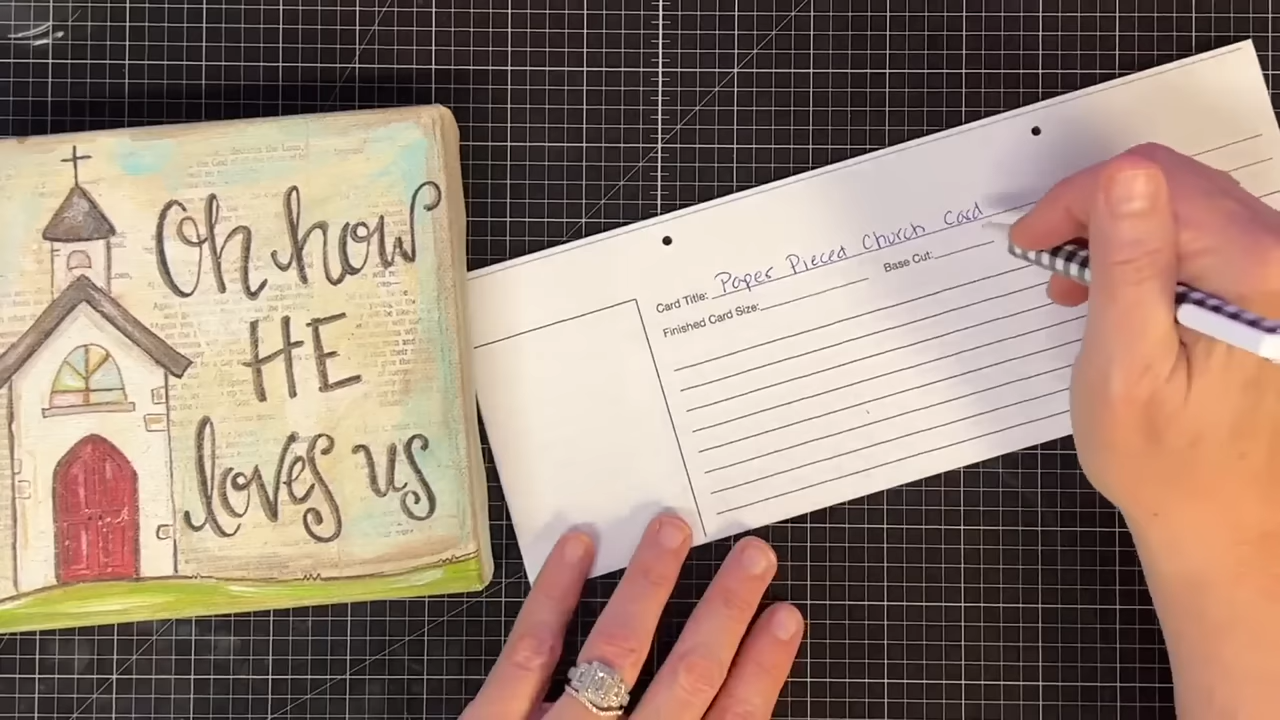 Oh how
HE
loves us
Card Title: Paper Pieced Church Card
Finished Card Size:
Base Cut: